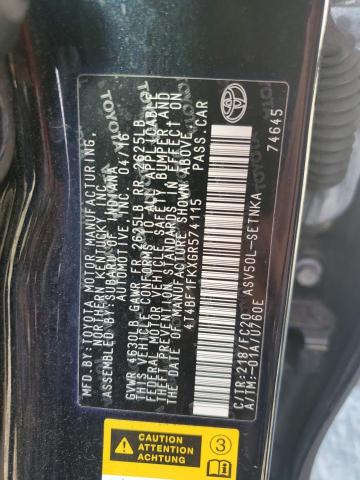 TOYOTA MOTOR MANUFACTURING,
NORTHERN KENTUCKY, INC.
ASSEMBLED BY: SUBARU OF INDIANA
AUTOMOTIVE, INC. 04/16
GVWR 4630LB GAWR FR 2625LB RR 2625LB
THIS VEHICLE CONFORMS TO ALL APPLICABLE
FEDERAL MOTOR VEHICLE SAFETY, BUMPER AND
THEFT PREVENTION STANDARDS IN EFFECT ON
THE DATE OF MANUFACTURE SHOWN ABOVE.
4T4BF1FKXGR574115 PASS.CAR
C/TR:218/FC20 ASV50L-SETNKA
A/TM:-01A/U760E
74645
TOYOTA
CAUTION
ATTENTION
ACHTUNG
3